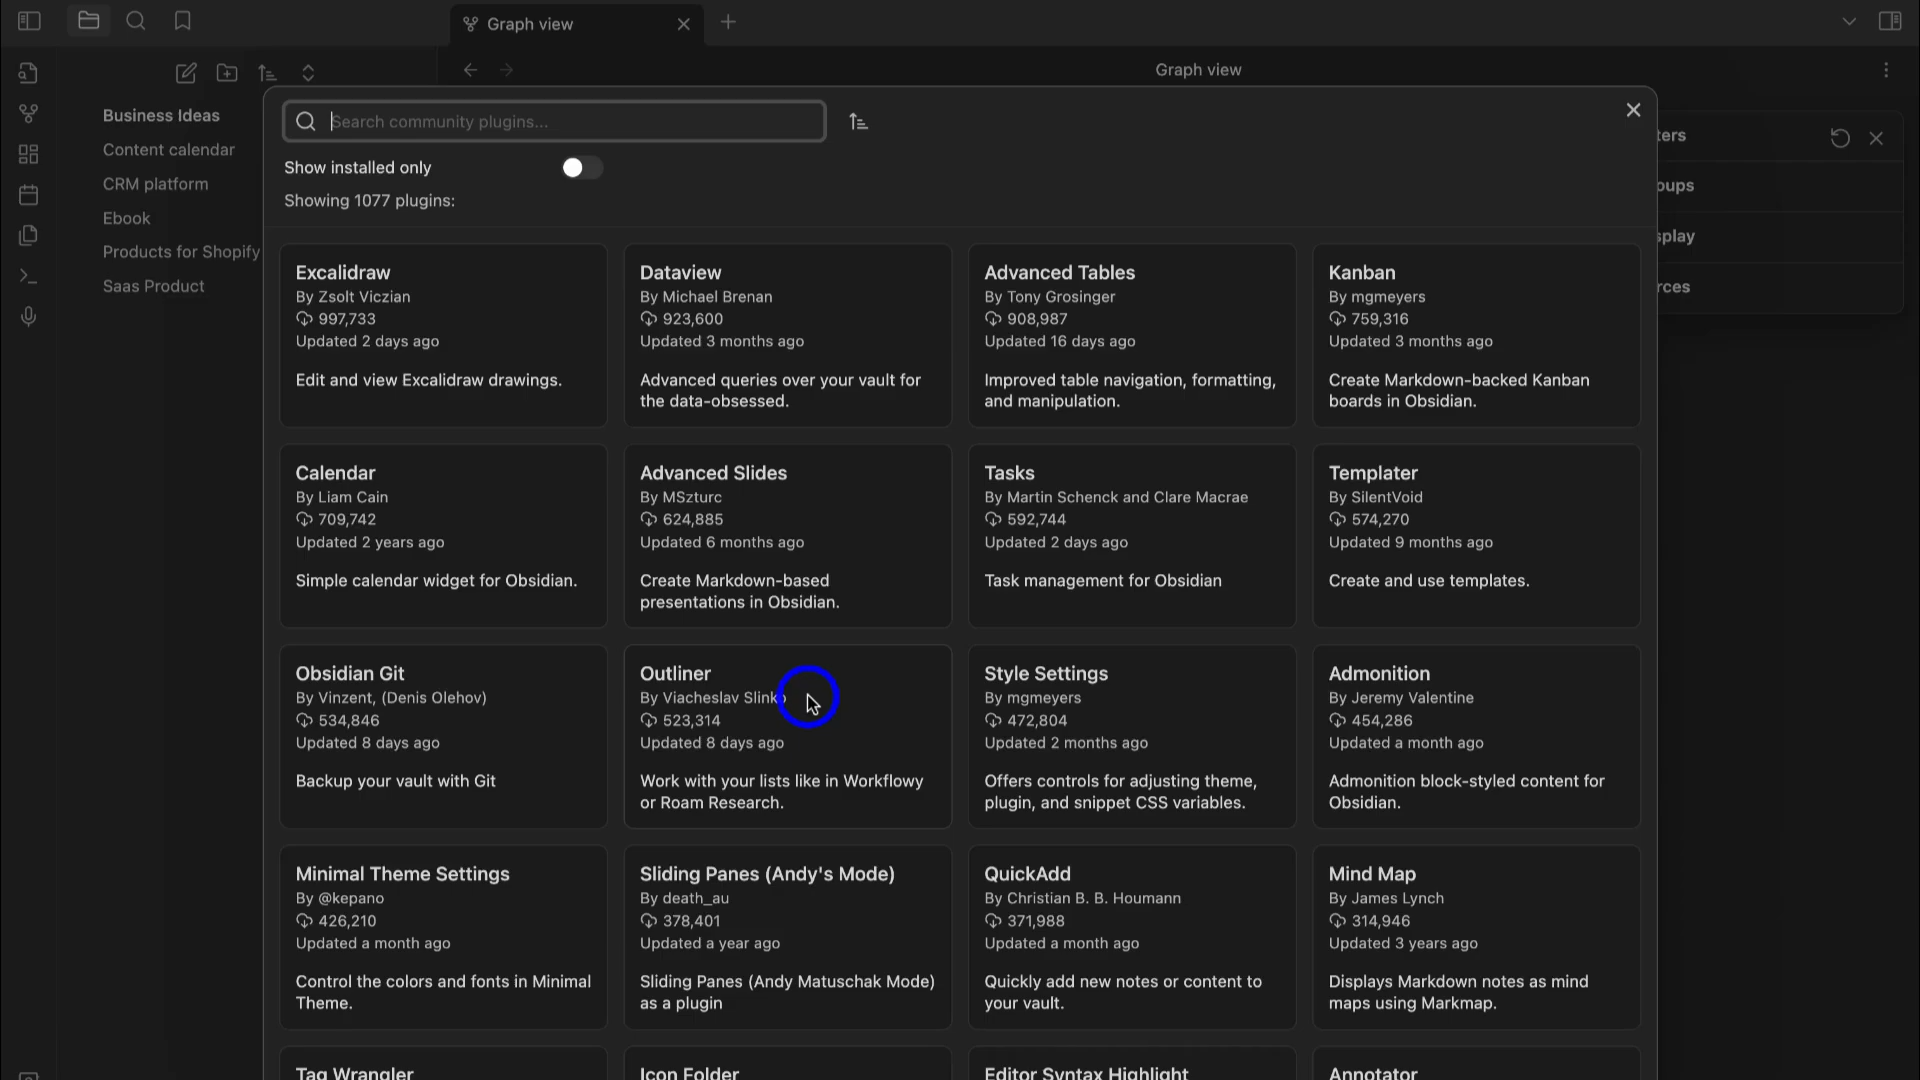 Graph view
Graph view
Business Ideas
Content calendar
CRM platform
Ebook
Products for Shopify
Saas Product
Search community plugins...
Show installed only
Showing 1077 plugins:
ters
oups
splay
rces
Excalidraw
By Zsolt Viczian
997,733
Updated 2 days ago
Edit and view Excalidraw drawings.
Dataview
By Michael Brenan
923,600
Updated 3 months ago
Advanced queries over your vault for
the data-obsessed.
Advanced Tables
By Tony Grosinger
908,987
Updated 16 days ago
Improved table navigation, formatting,
and manipulation.
Kanban
By mgmeyers
759,316
Updated 3 months ago
Create Markdown-backed Kanban
boards in Obsidian.
Calendar
By Liam Cain
709,742
Updated 2 years ago
Simple calendar widget for Obsidian.
Advanced Slides
By MSzturc
624,885
Updated 6 months ago
Create Markdown-based
presentations in Obsidian.
Tasks
By Martin Schenck and Clare Macrae
592,744
Updated 2 days ago
Task management for Obsidian
Templater
By SilentVoid
574,270
Updated 9 months ago
Create and use templates.
Obsidian Git
By Vinzent, (Denis Olehov)
534,846
Updated 8 days ago
Backup your vault with Git
Outliner
By Viacheslav Slinko
523,314
Updated 8 days ago
Work with your lists like in Workflowy
or Roam Research.
Style Settings
By mgmeyers
472,804
Updated 2 months ago
Offers controls for adjusting theme,
plugin, and snippet CSS variables.
Admonition
By Jeremy Valentine
454,286
Updated a month ago
Admonition block-styled content for
Obsidian.
Minimal Theme Settings
By @kepano
426,210
Updated a month ago
Control the colors and fonts in Minimal
Theme.
Sliding Panes (Andy's Mode)
By death_au
378,401
Updated a year ago
Sliding Panes (Andy Matuschak Mode)
as a plugin
QuickAdd
By Christian B. B. Houmann
371,988
Updated a month ago
Quickly add new notes or content to
your vault.
Mind Map
By James Lynch
314,946
Updated 3 years ago
Displays Markdown notes as mind
maps using Markmap.
Tag Wrangler
Icon Folder
Editor Syntax Highlight
Annotator